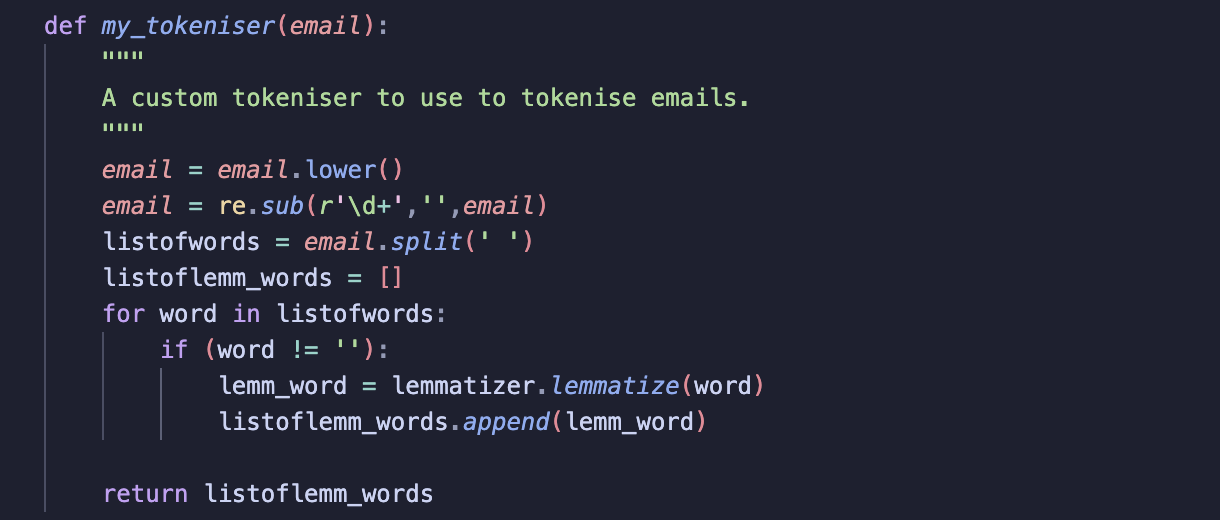 def my_tokeniser(email):
    """
    A custom tokeniser to use to tokenise emails.
    """
    email = email.lower()
    email = re.sub(r'\d+','',email)
    listofwords = email.split(' ')
    listoflemm_words = []
    for word in listofwords:
        if (word != ''):
            lemm_word = lemmatizer.lemmatize(word)
            listoflemm_words.append(lemm_word)

    return listoflemm_words